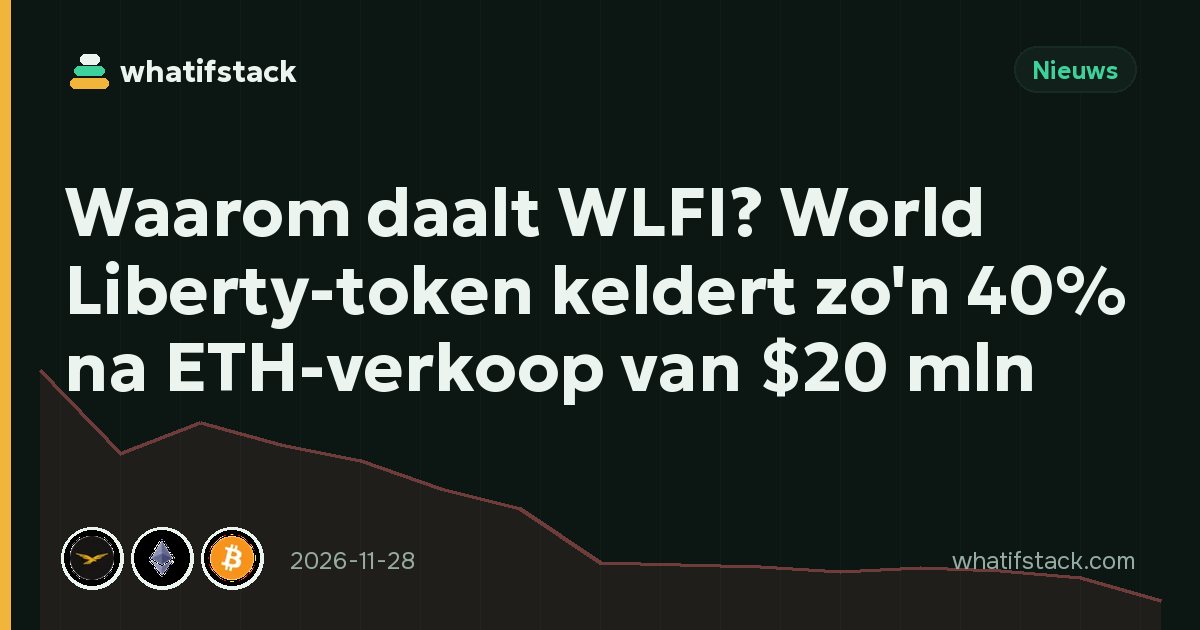 whatifstack
Nieuws
Waarom daalt WLFI? World
Liberty-token keldert zo'n 40%
na ETH-verkoop van $20 mln
2026-11-28
whatifstack.com